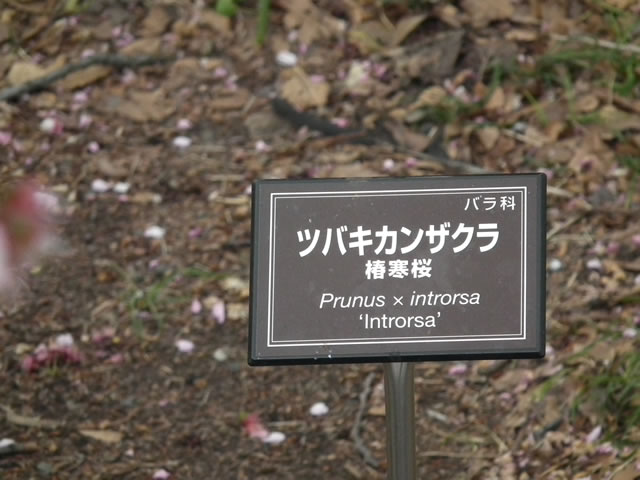 バラ科
ツバキカンザクラ
椿寒桜
Prunus × introrsa
‘Introrsa’